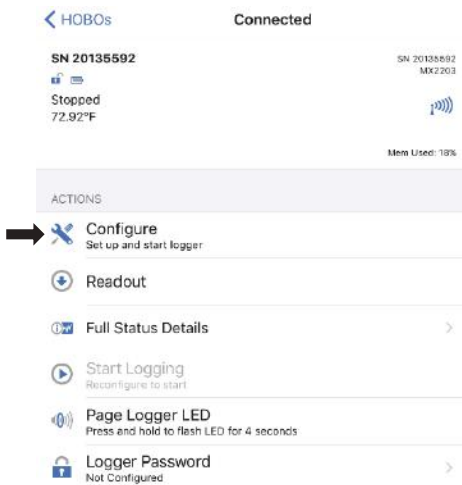 HOBOs
Connected
SN 20135592
SN 20135592
MX2203
Stopped
72.92°F
Mem Used: 18%
ACTIONS
Configure
Set up and start logger
Readout
Full Status Details
Start Logging
Reconfigure to start
Page Logger LED
Press and hold to flash LED for 4 seconds
Logger Password
Not Configured